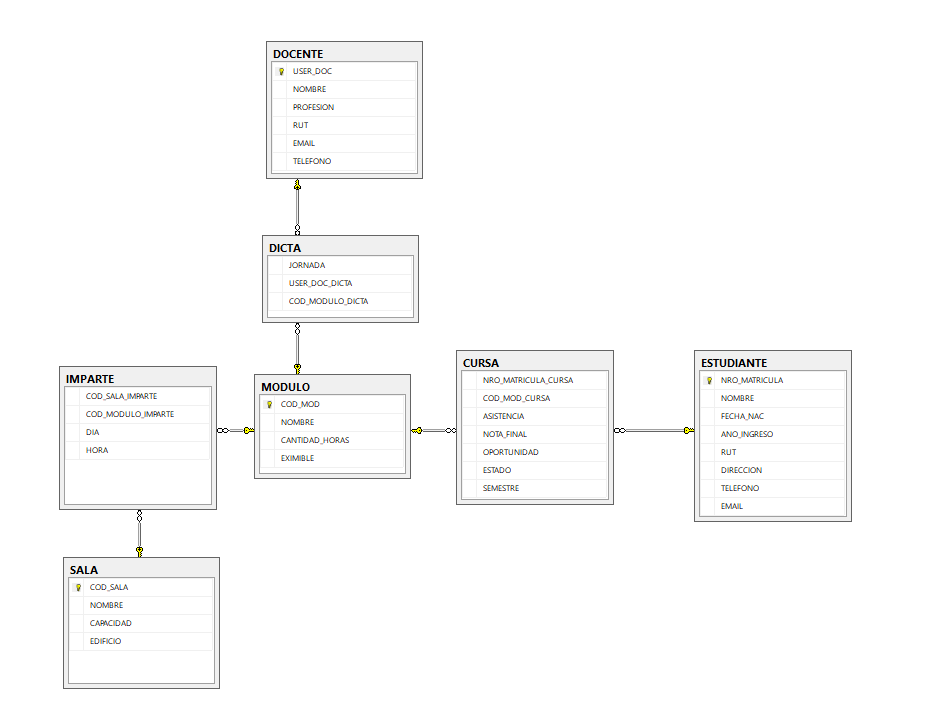 DOCENTE
USER_DOC
NOMBRE
PROFESION
RUT
EMAIL
TELEFONO
DICTA
JORNADA
USER_DOC_DICTA
COD_MODULO_DICTA
IMPARTE
COD_SALA_IMPARTE
COD_MODULO_IMPARTE
DIA
HORA
MODULO
COD_MOD
NOMBRE
CANTIDAD_HORAS
EXIMIBLE
CURSA
NRO_MATRICULA_CURSA
COD_MOD_CURSA
ASISTENCIA
NOTA_FINAL
OPORTUNIDAD
ESTADO
SEMESTRE
ESTUDIANTE
NRO_MATRICULA
NOMBRE
FECHA_NAC
ANO_INGRESO
RUT
DIRECCION
TELEFONO
EMAIL
SALA
COD_SALA
NOMBRE
CAPACIDAD
EDIFICIO